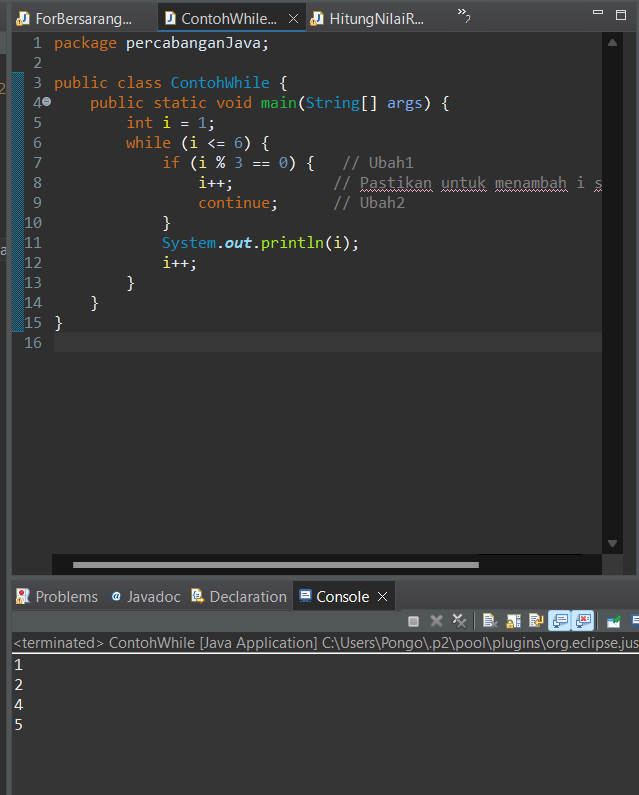 ForBersarang... ContohWhile... HitungNilaiR... »2
1 package percabanganJava;
2
3 public class ContohWhile {
4 public static void main(String[] args) {
5 int i = 1;
6 while (i <= 6) {
7 if (i % 3 == 0) { // Ubah1
8 i++; // Pastikan untuk menambah i s
9 continue; // Ubah2
10 }
11 System.out.println(i);
12 i++;
13 }
14 }
15 }
16
Problems @ Javadoc Declaration Console
<terminated> ContohWhile [Java Application] C:\Users\Pongo\.p2\pool\plugins\org.eclipse.jus
1
2
4
5